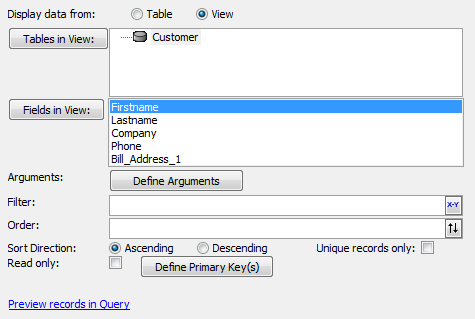 Display data from: Table View
Tables in View: Customer
Fields in View: Firstname
Lastname
Company
Phone
Bill_Address_1
Arguments: Define Arguments
Filter: X-Y
Order:
Sort Direction: Ascending Descending Unique records only:
Read only: Define Primary Key(s)
Preview records in Query